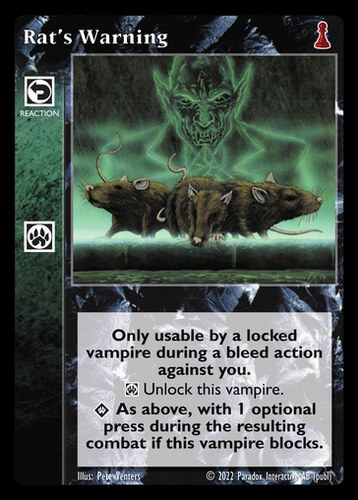 Rat's Warning
REACTION
Only usable by a locked
vampire during a bleed action
against you.
Unlock this vampire.
As above, with 1 optional
press during the resulting
combat if this vampire blocks.
Illus: Pete Venters © 2022 Paradox Interactive AB (publ)